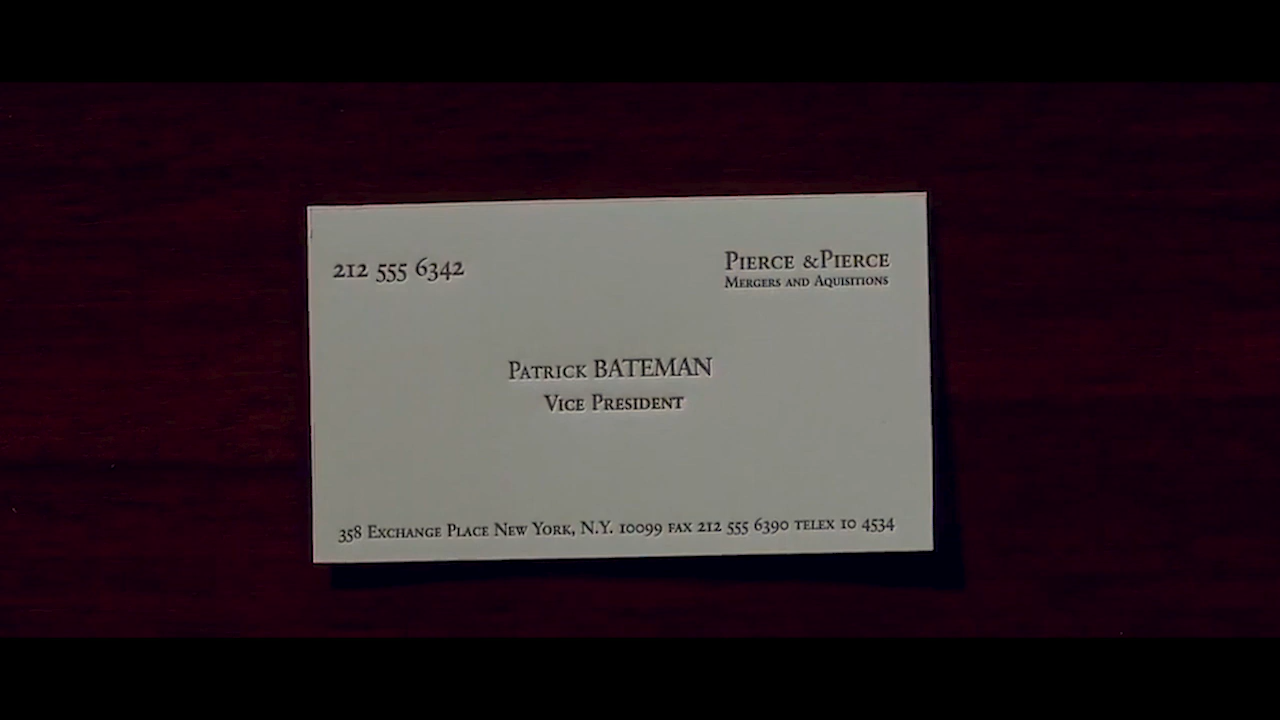 212 555 6342
Pierce &Pierce
Mergers and Aquisitions
Patrick BATEMAN
Vice President
358 Exchange Place New York, N.Y. 10099 fax 212 555 6390 telex 10 4534